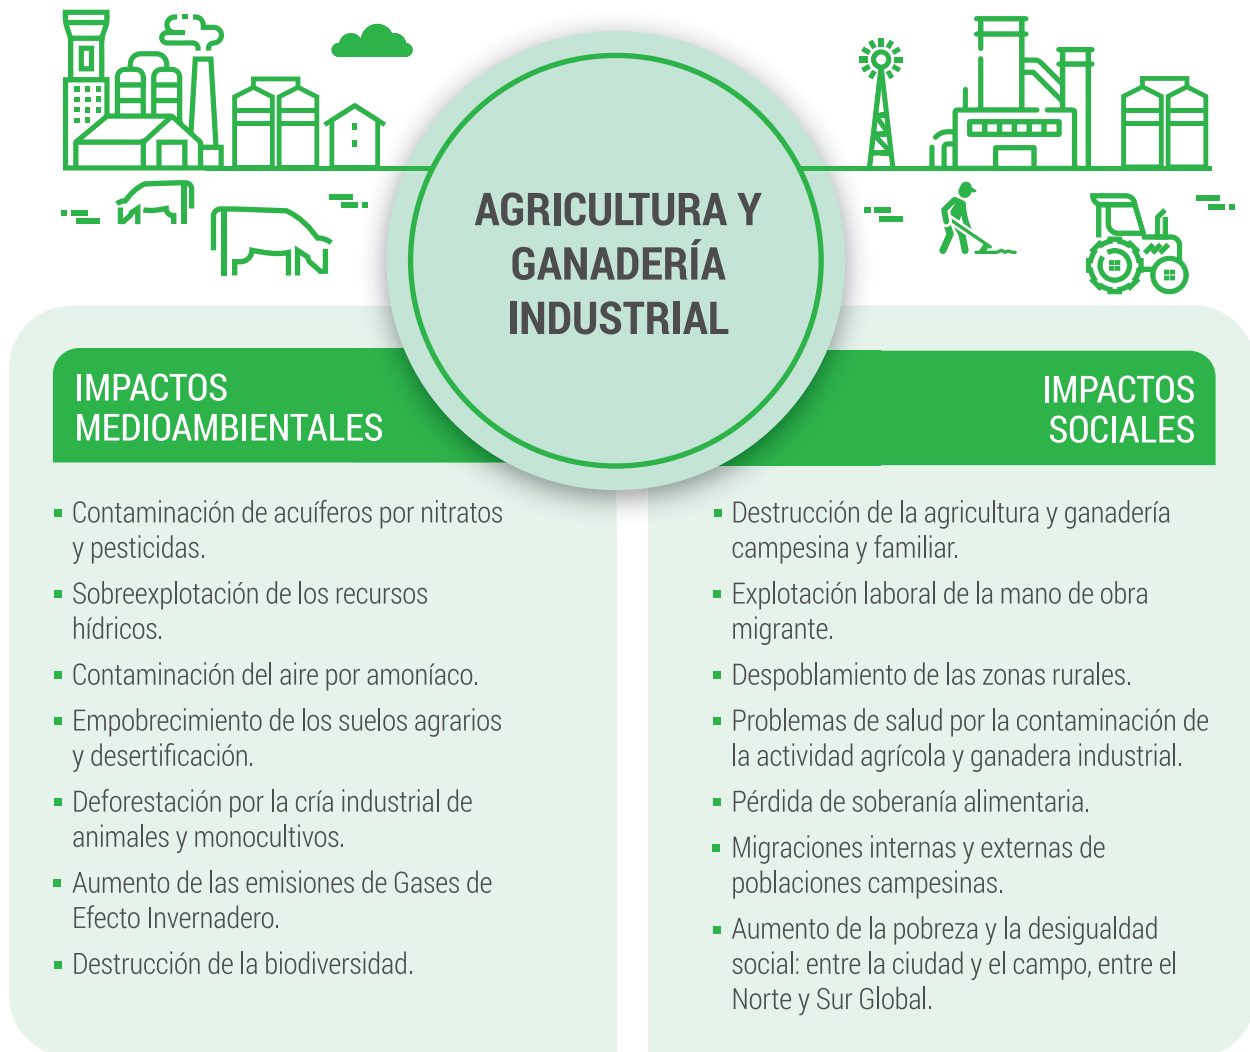 AGRICULTURA Y
GANADERÍA
INDUSTRIAL
IMPACTOS
MEDIOAMBIENTALES
▪ Contaminación de acuíferos por nitratos
y pesticidas.
▪ Sobreexplotación de los recursos
hídricos.
▪ Contaminación del aire por amoníaco.
▪ Empobrecimiento de los suelos agrarios
y desertificación.
▪ Deforestación por la cría industrial de
animales y monocultivos.
▪ Aumento de las emisiones de Gases de
Efecto Invernadero.
▪ Destrucción de la biodiversidad.
IMPACTOS
SOCIALES
▪ Destrucción de la agricultura y ganadería
campesina y familiar.
▪ Explotación laboral de la mano de obra
migrante.
▪ Despoblamiento de las zonas rurales.
▪ Problemas de salud por la contaminación de
la actividad agrícola y ganadera industrial.
▪ Pérdida de soberanía alimentaria.
▪ Migraciones internas y externas de
poblaciones campesinas.
▪ Aumento de la pobreza y la desigualdad
social: entre la ciudad y el campo, entre el
Norte y Sur Global.